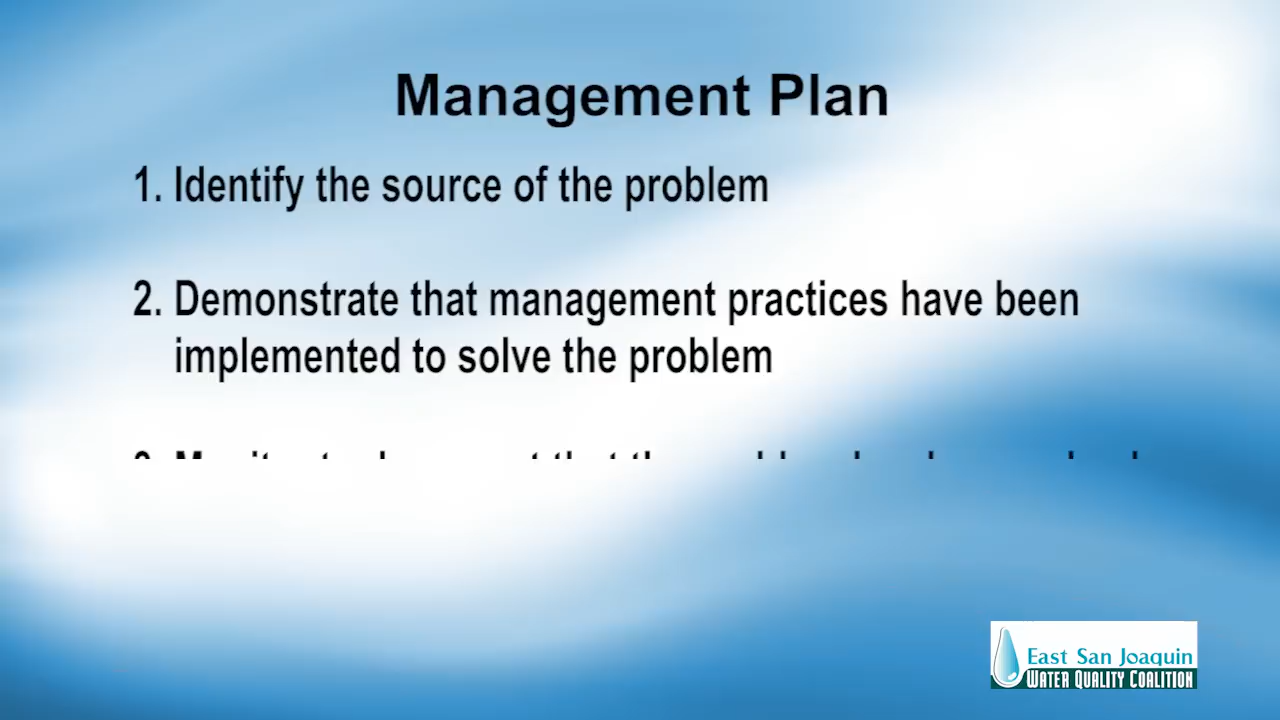 Management Plan
1. Identify the source of the problem
2. Demonstrate that management practices have been
implemented to solve the problem
East San Joaquin
WATER QUALITY COALITION